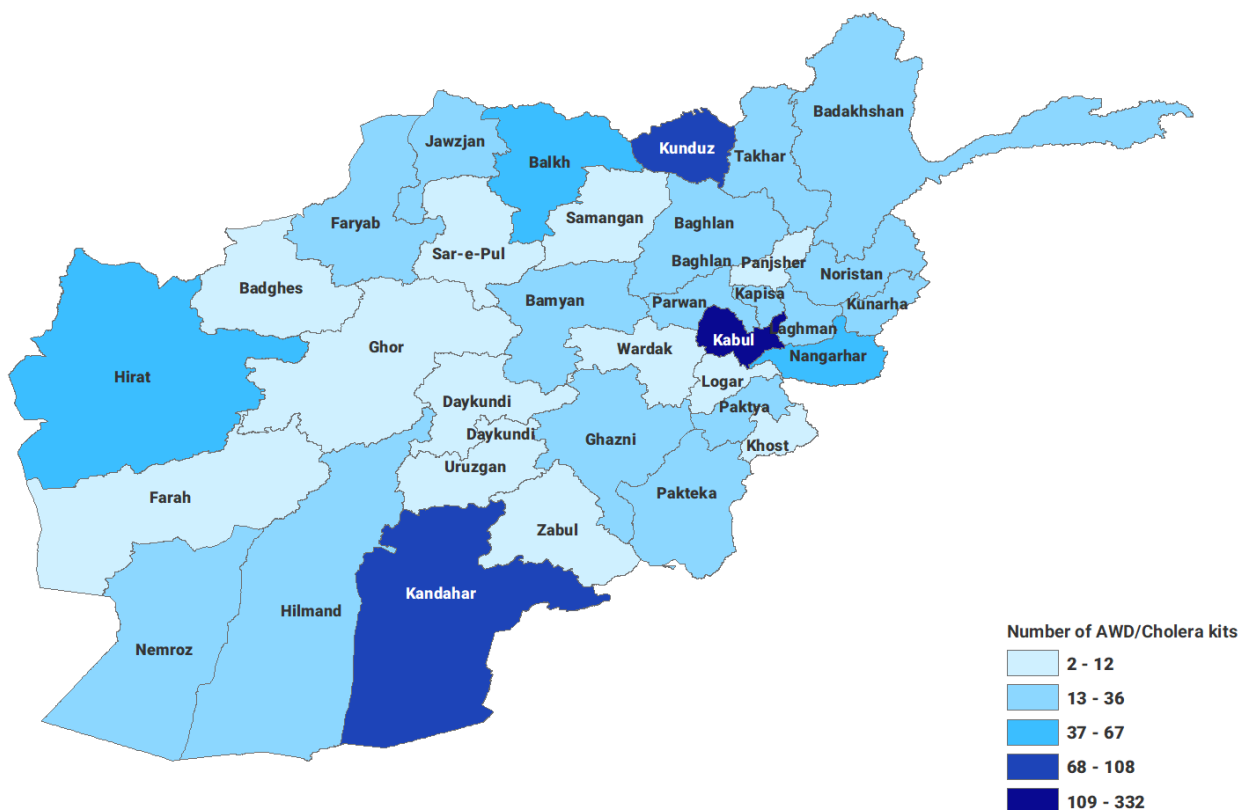 Badakhshan
Jawzjan
Kunduz
Balkh
Takhar
Faryab
Samangan
Baghlan
Sar-e-Pul
Baghlan
Panjsher
Noristan
Badghes
Bamyan
Parwan
Kapisa
Kunarha
Laghman
Kabul
Ghor
Wardak
Nangarhar
Hirat
Logar
Daykundi
Paktya
Daykundi
Ghazni
Khost
Uruzgan
Farah
Pakteka
Zabul
Kandahar
Hilmand
Nemroz
Number of AWD/Cholera kits
2 - 12
13 - 36
37 - 67
68 - 108
109 - 332